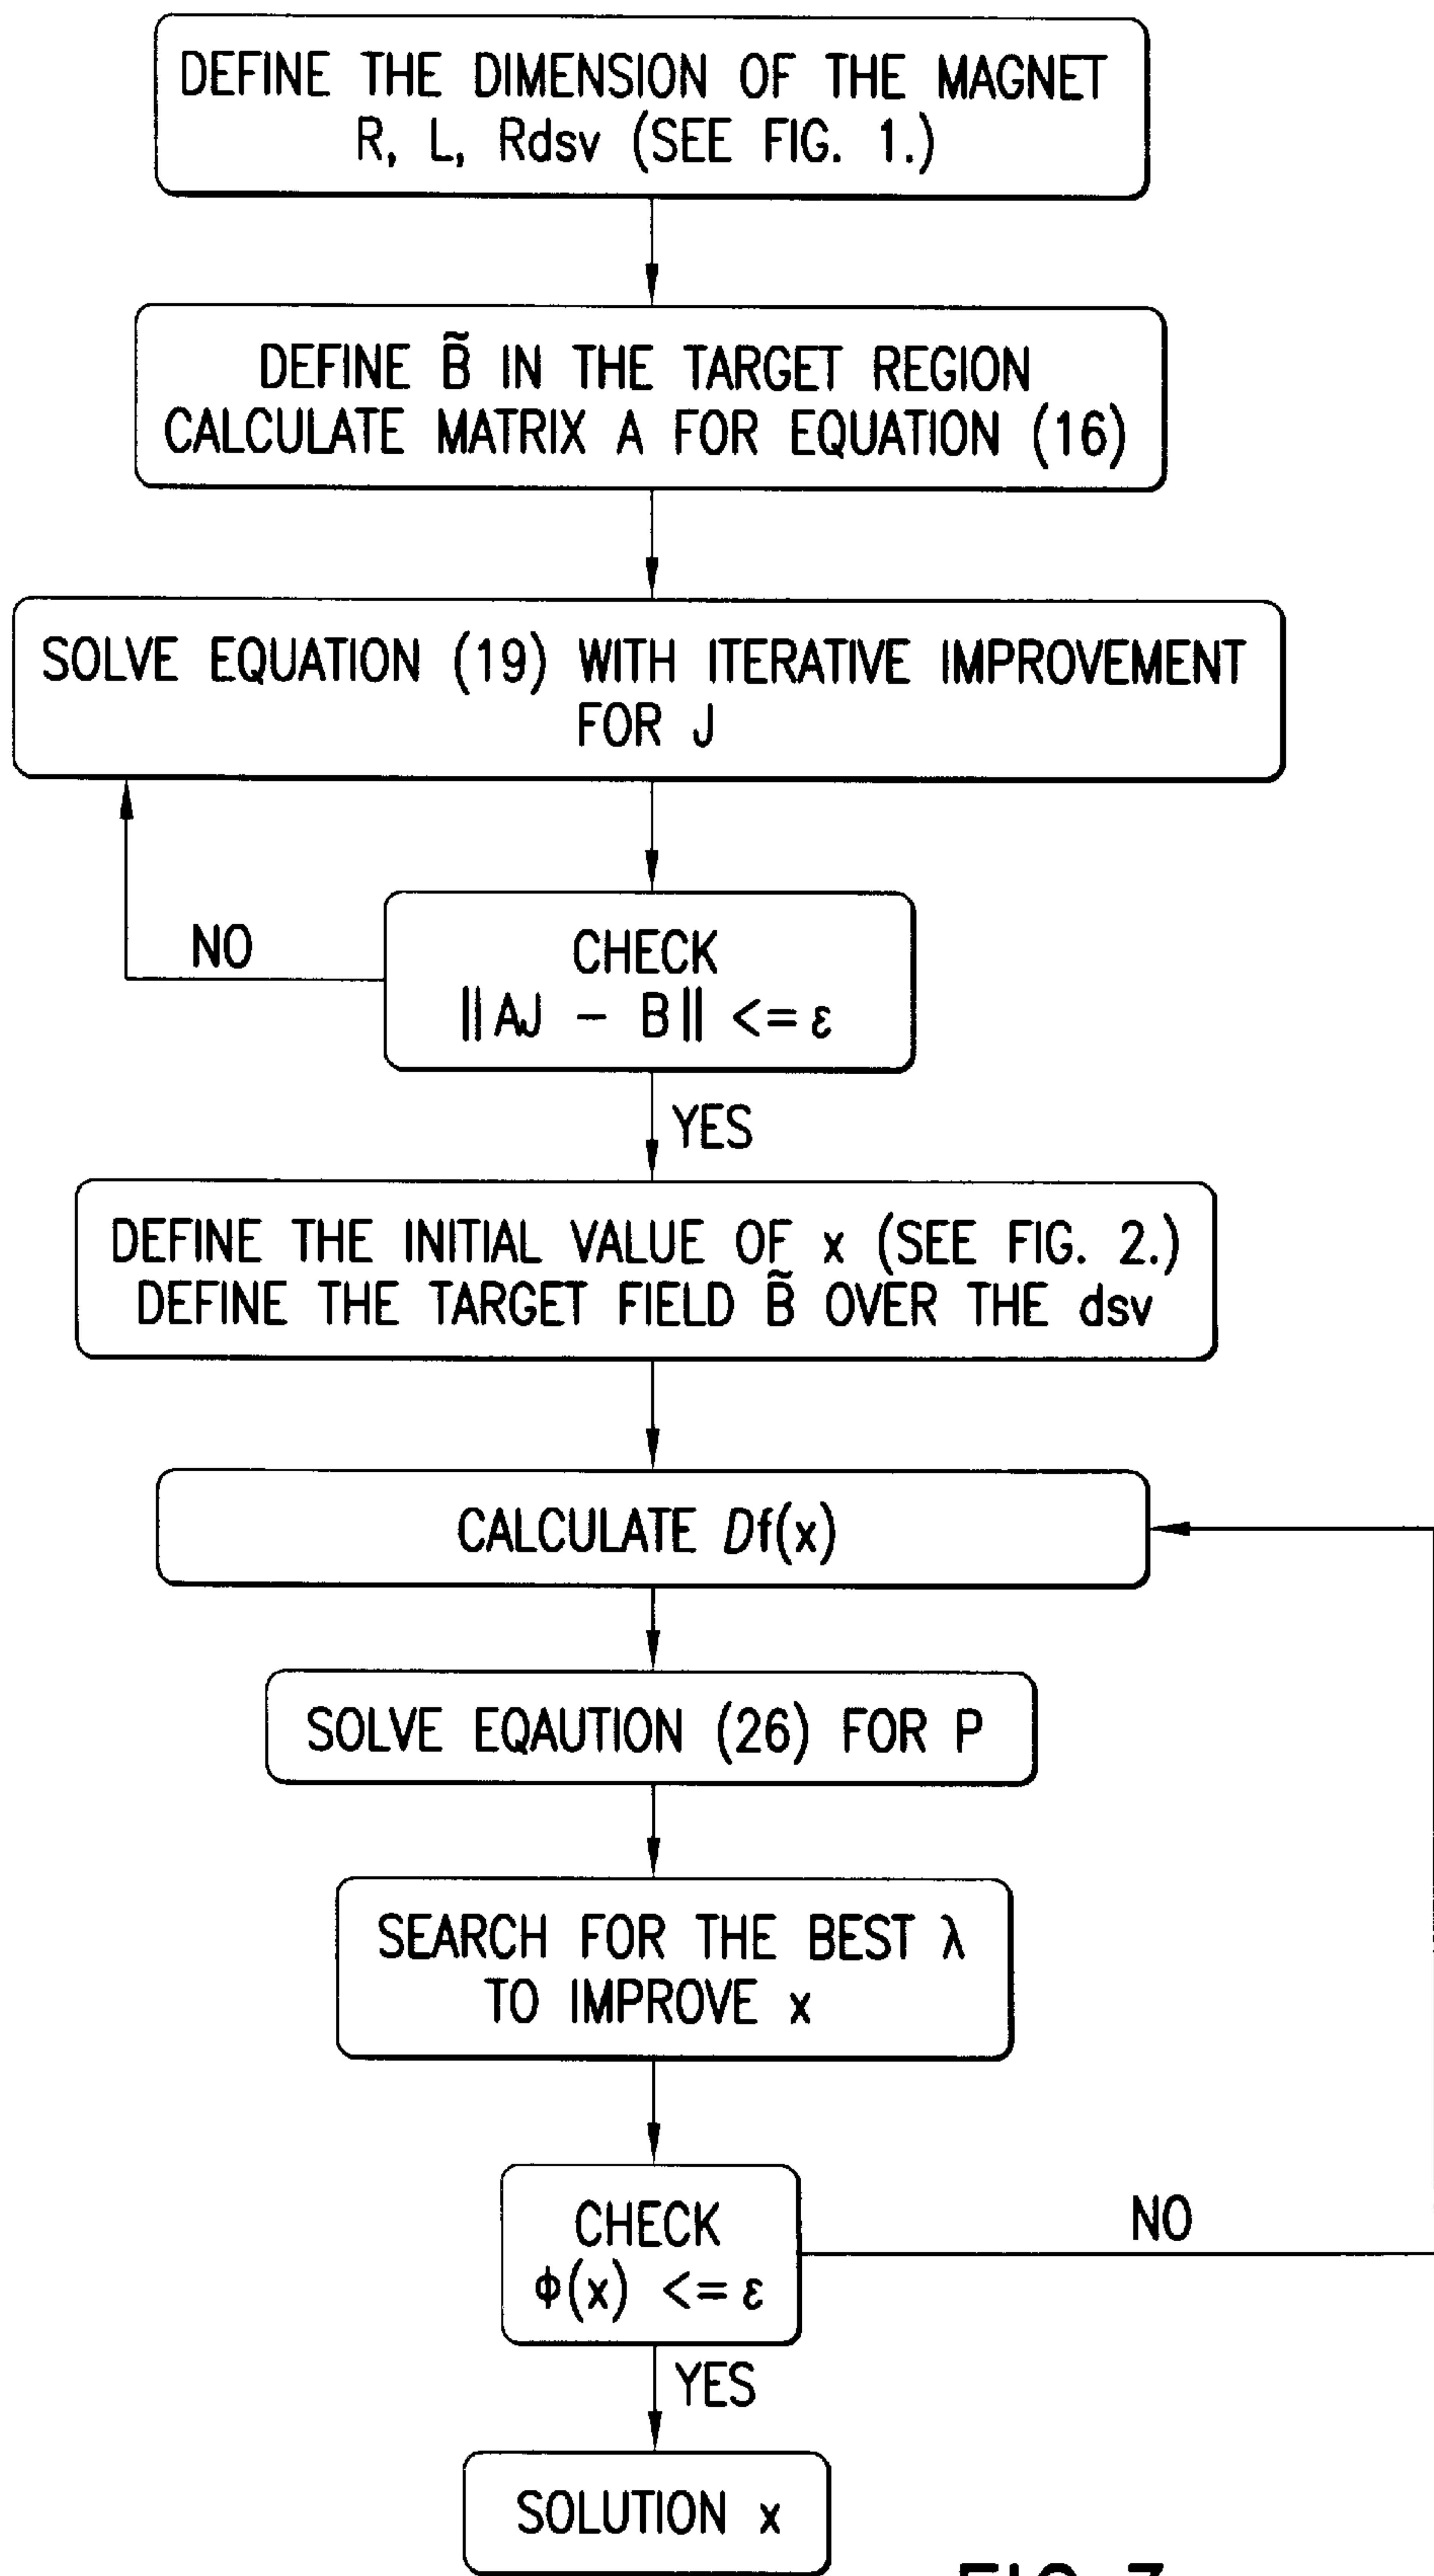 DEFINE THE DIMENSION OF THE MAGNET
R, L, Rdsv (SEE FIG. 1.)
DEFINE B̃ IN THE TARGET REGION
CALCULATE MATRIX A FOR EQUATION (16)
SOLVE EQUATION (19) WITH ITERATIVE IMPROVEMENT
FOR J
NO
CHECK
||AJ - B|| <= ε
YES
DEFINE THE INITIAL VALUE OF x (SEE FIG. 2.)
DEFINE THE TARGET FIELD B̃ OVER THE dsv
CALCULATE Df(x)
SOLVE EQAUTION (26) FOR P
SEARCH FOR THE BEST λ
TO IMPROVE x
CHECK
φ(x) <= ε
NO
YES
SOLUTION x